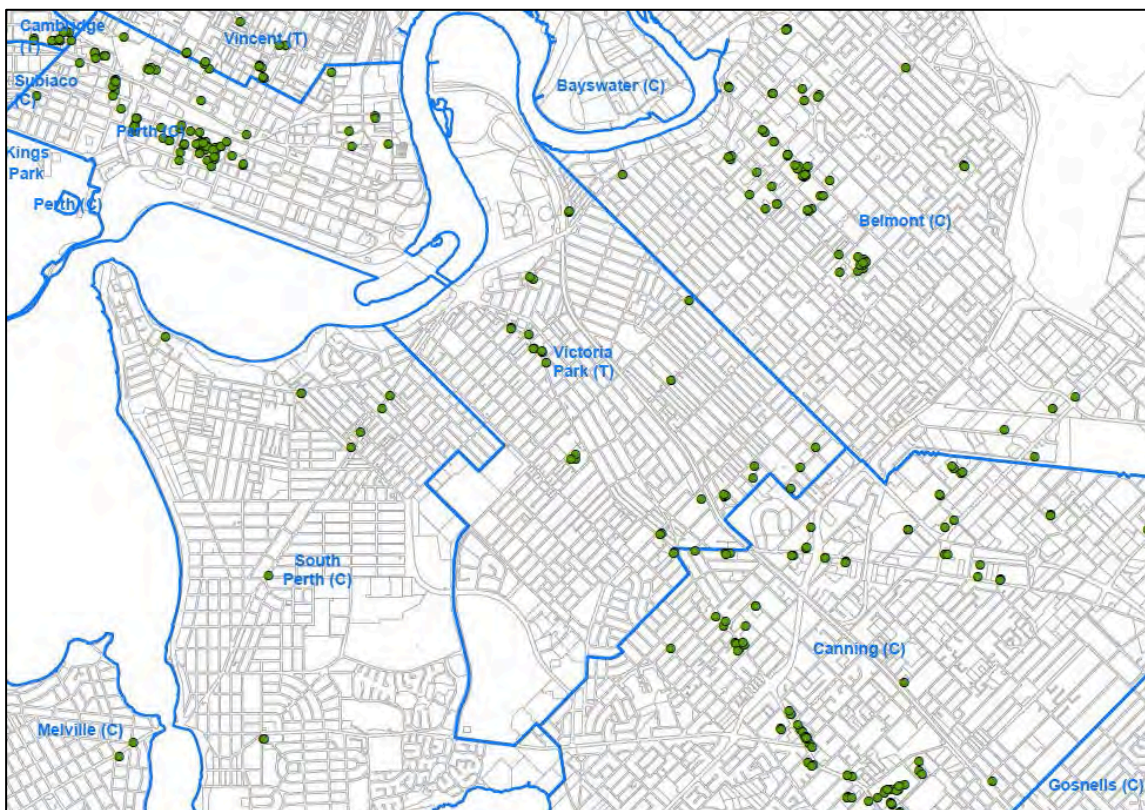 Cambridge
(T)
Vincent (T)
Subiaco
(C)
Bayswater (C)
Perth (C)
Kings
Park
Perth (C)
Belmont (C)
Victoria
Park (T)
South
Perth (C)
Canning (C)
Melville (C)
Gosnells (C)